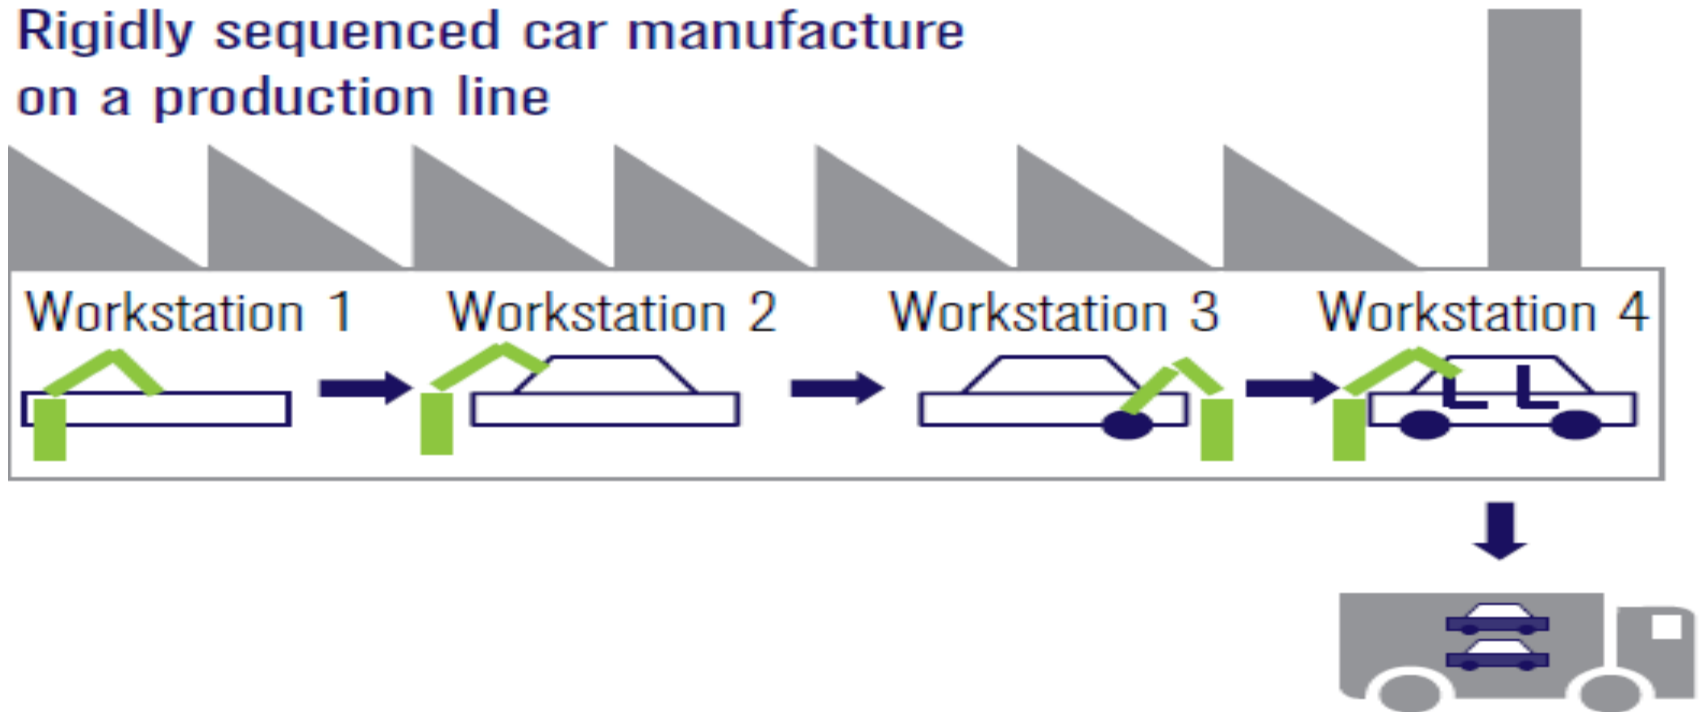 Rigidly sequenced car manufacture
on a production line
Workstation 1
Workstation 2
Workstation 3
Workstation 4